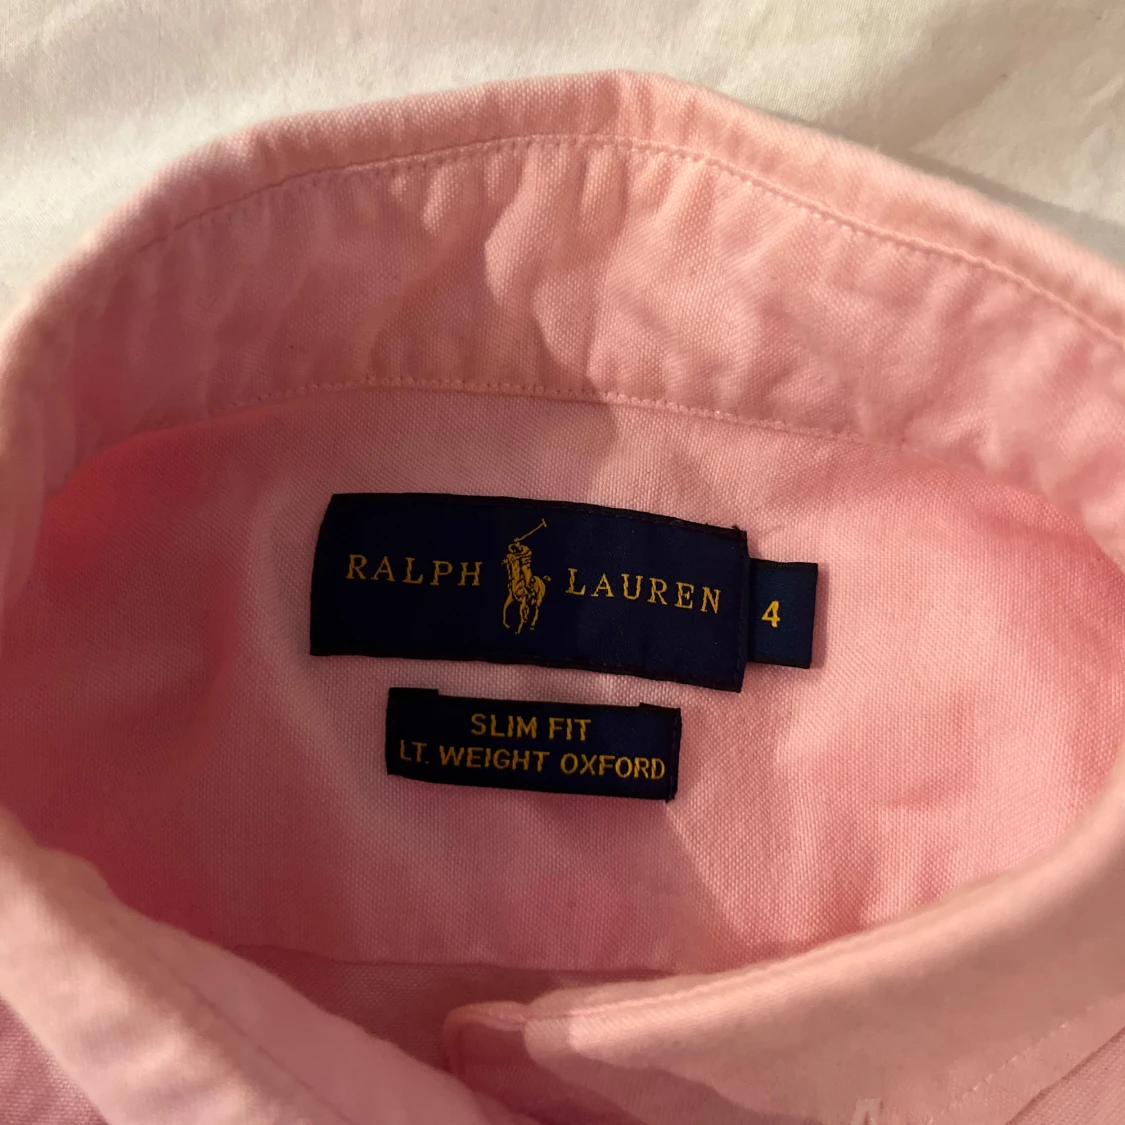 RALPH LAUREN 4
SLIM FIT
LT. WEIGHT OXFORD